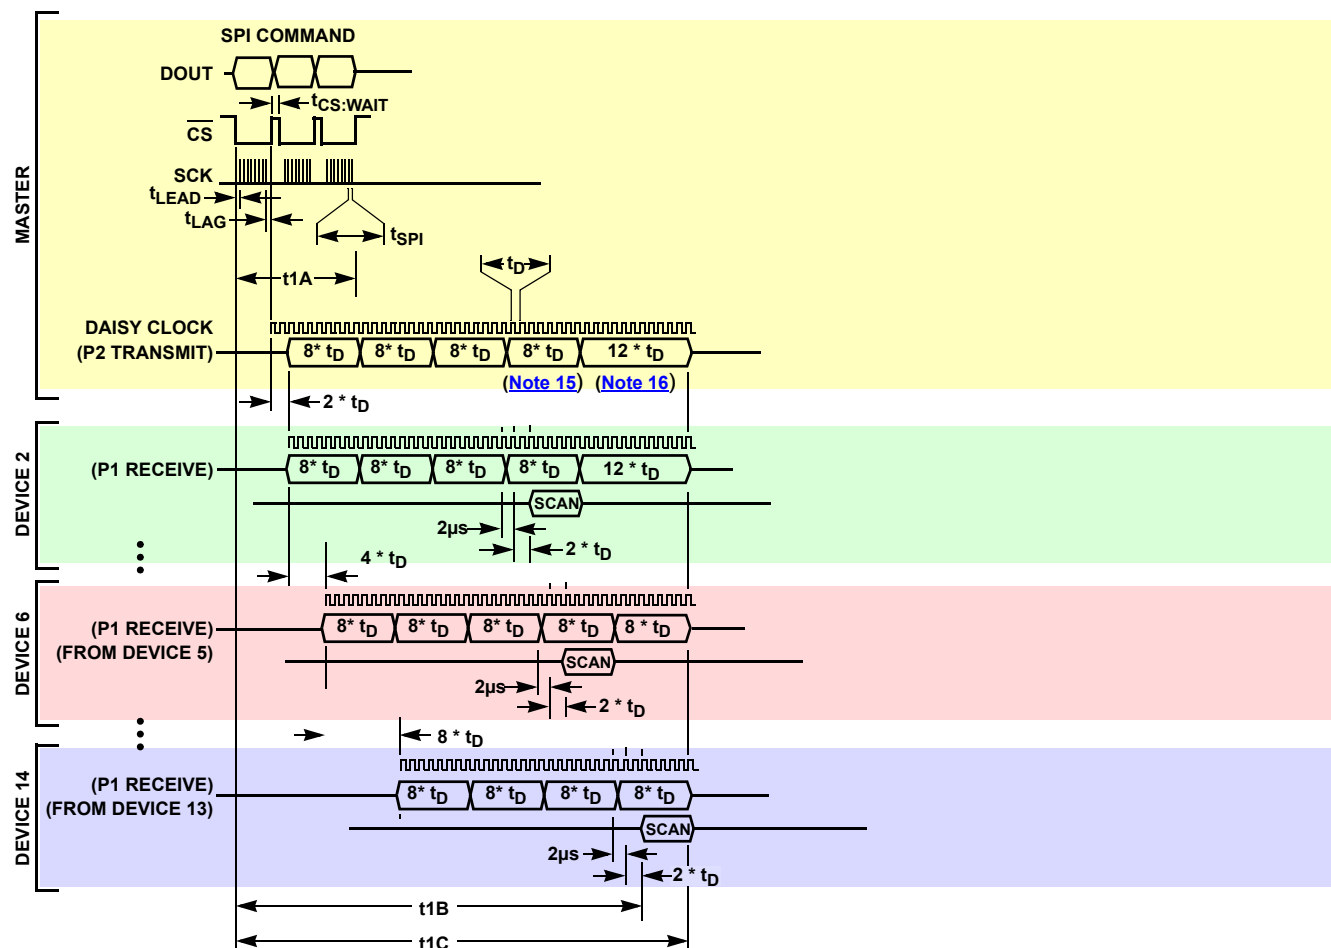 SPI COMMAND
DOUT
tCS:WAIT
CS
SCK
tLEAD
tLAG
tSPI
tD
t1A
MASTER
DAISY CLOCK
(P2 TRANSMIT)
8* tD 8* tD 8* tD 8* tD 12 * tD
(Note 15) (Note 16)
2 * tD
DEVICE 2
(P1 RECEIVE)
8* tD 8* tD 8* tD 8* tD 12 * tD
SCAN
2µs
2 * tD
4 * tD
DEVICE 6
(P1 RECEIVE)
(FROM DEVICE 5)
8* tD 8* tD 8* tD 8* tD 8 * tD
SCAN
2µs
2 * tD
8 * tD
DEVICE 14
(P1 RECEIVE)
(FROM DEVICE 13)
8* tD 8* tD 8* tD 8* tD
SCAN
2µs
2 * tD
t1B
t1C